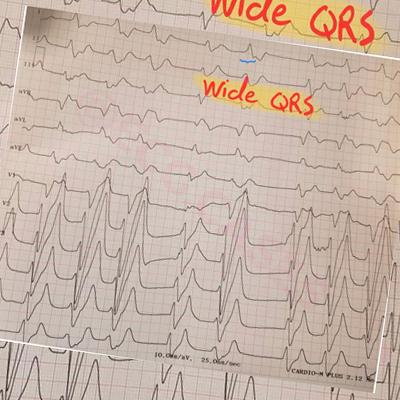 Wide QRS
II
III
Wide QRS
aVR
aVL
aVF
V1
V2
10.0mm/mV. 25.0mm/sec
CARDIO-M PLUS 2.12